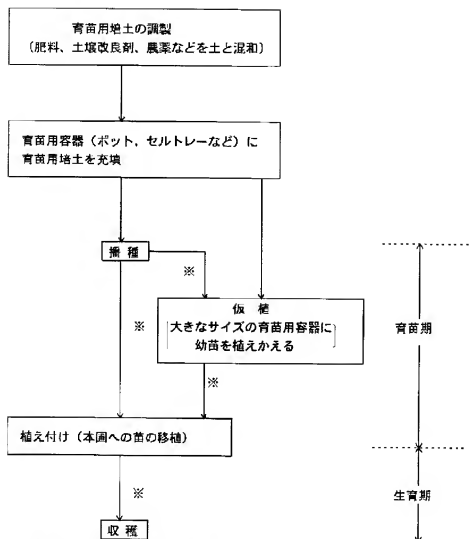 育苗用培土の調製
(肥料、土壌改良剤、農薬などを土と混和)
育苗用容器(ポット、セルトレーなど)に
育苗用培土を充填
播種
※
仮植
大きなサイズの育苗用容器に
幼苗を植えかえる
※
※
育苗期
植え付け(本圃への苗の移植)
※
生育期
収穫